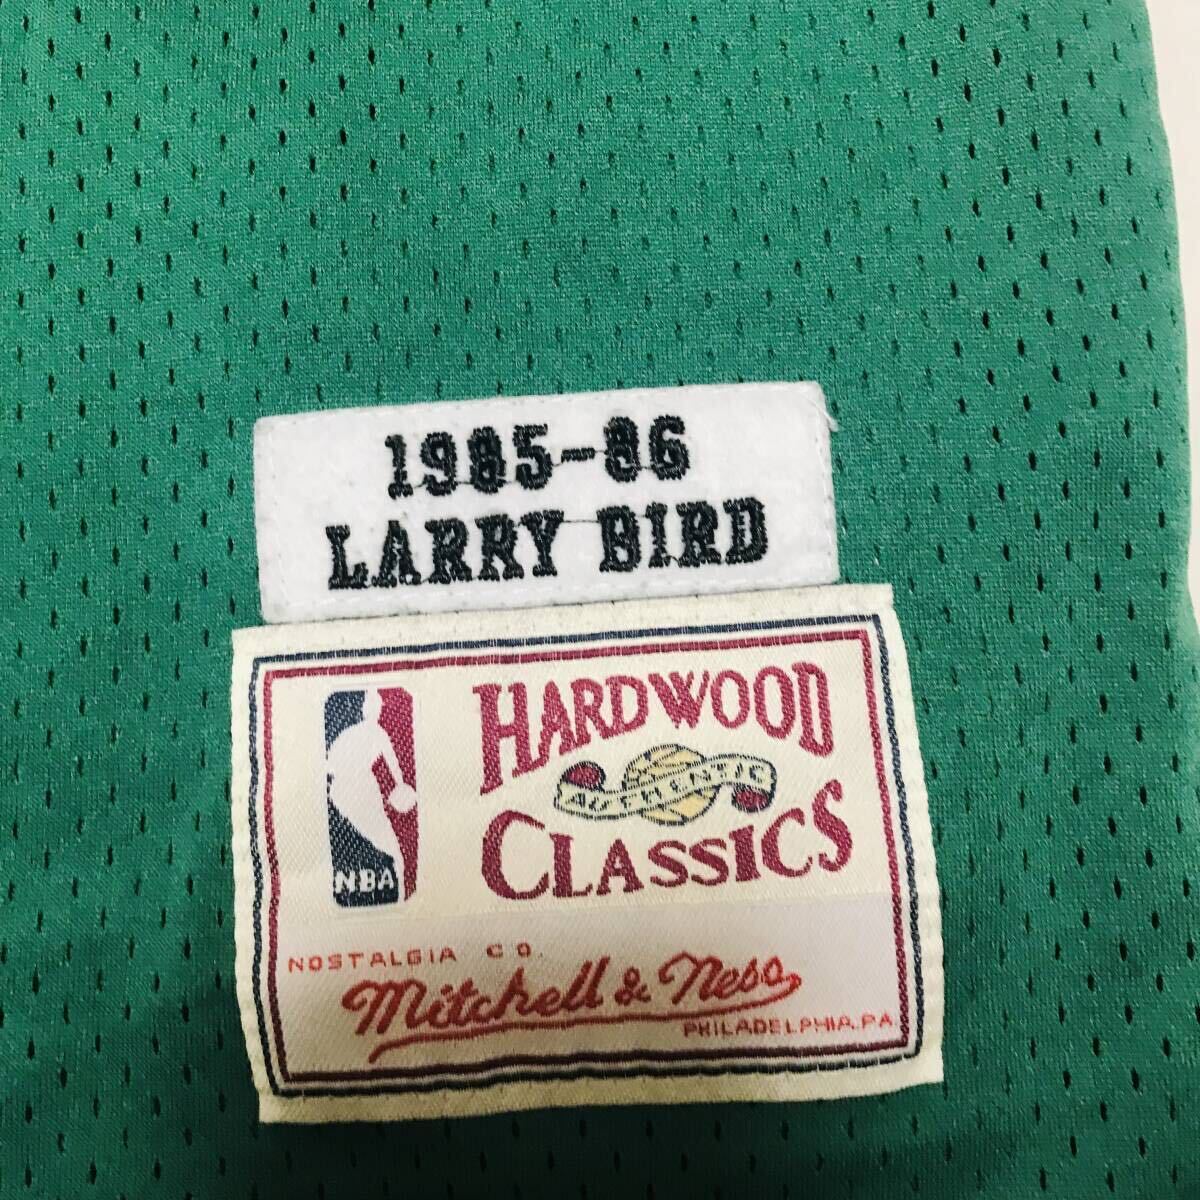 1985-86
LARRY BIRD
HARDWOOD
AUTHENTIC
CLASSICS
NBA
NOSTALGIA CO.
Mitchell & Ness
PHILADELPHIA, PA